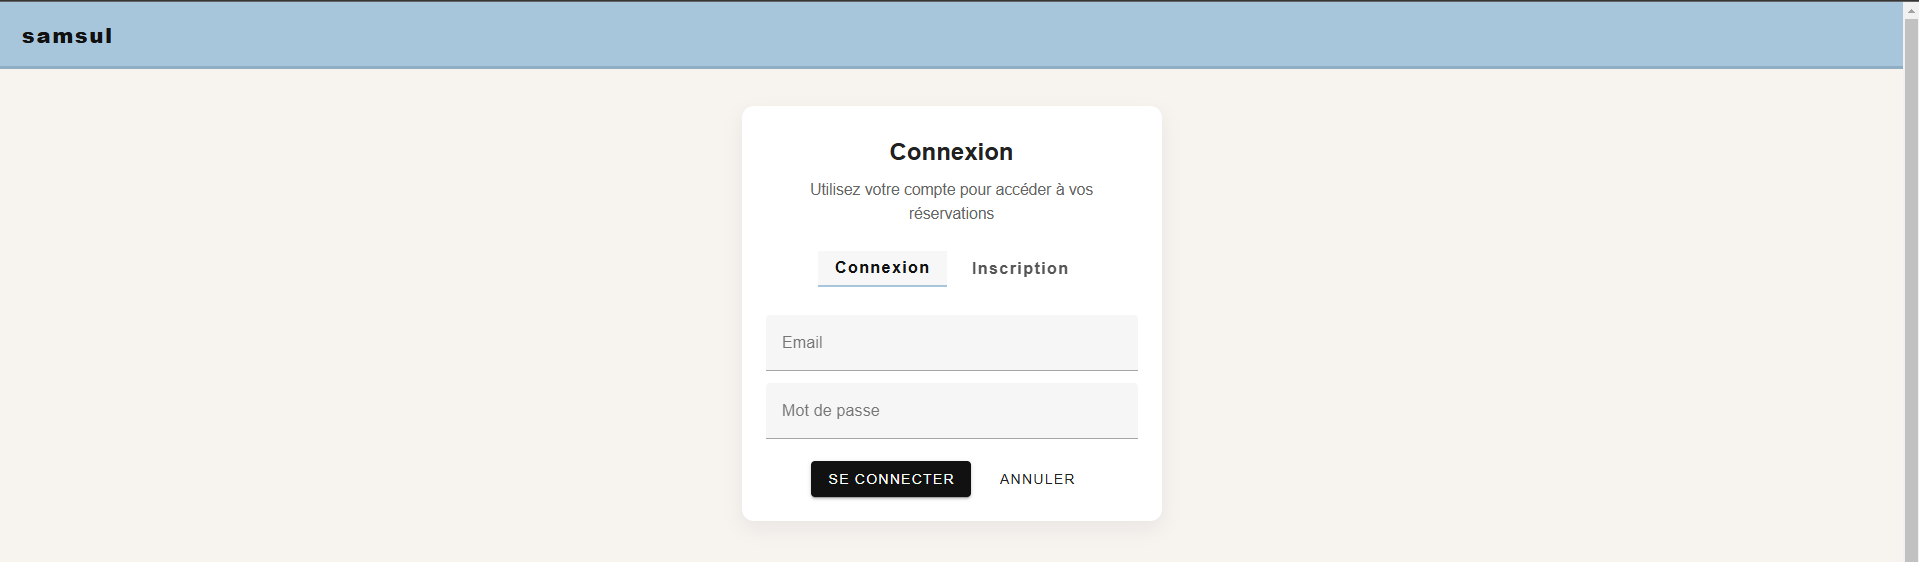 samsul
Connexion
Utilisez votre compte pour accéder à vos
réservations
Connexion Inscription
Email
Mot de passe
SE CONNECTER ANNULER